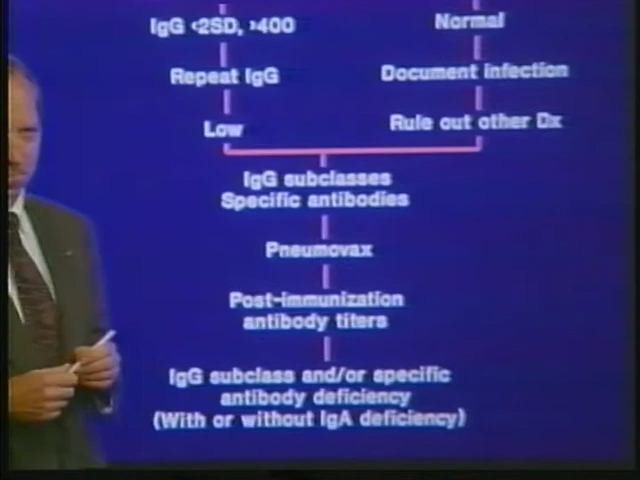 IgG <2SD, >400
Normal
Repeat IgG
Document infection
Low
Rule out other Dx
IgG subclasses
Specific antibodies
Pneumovax
Post-immunization
antibody titers
IgG subclass and/or specific
antibody deficiency
(With or without IgA deficiency)